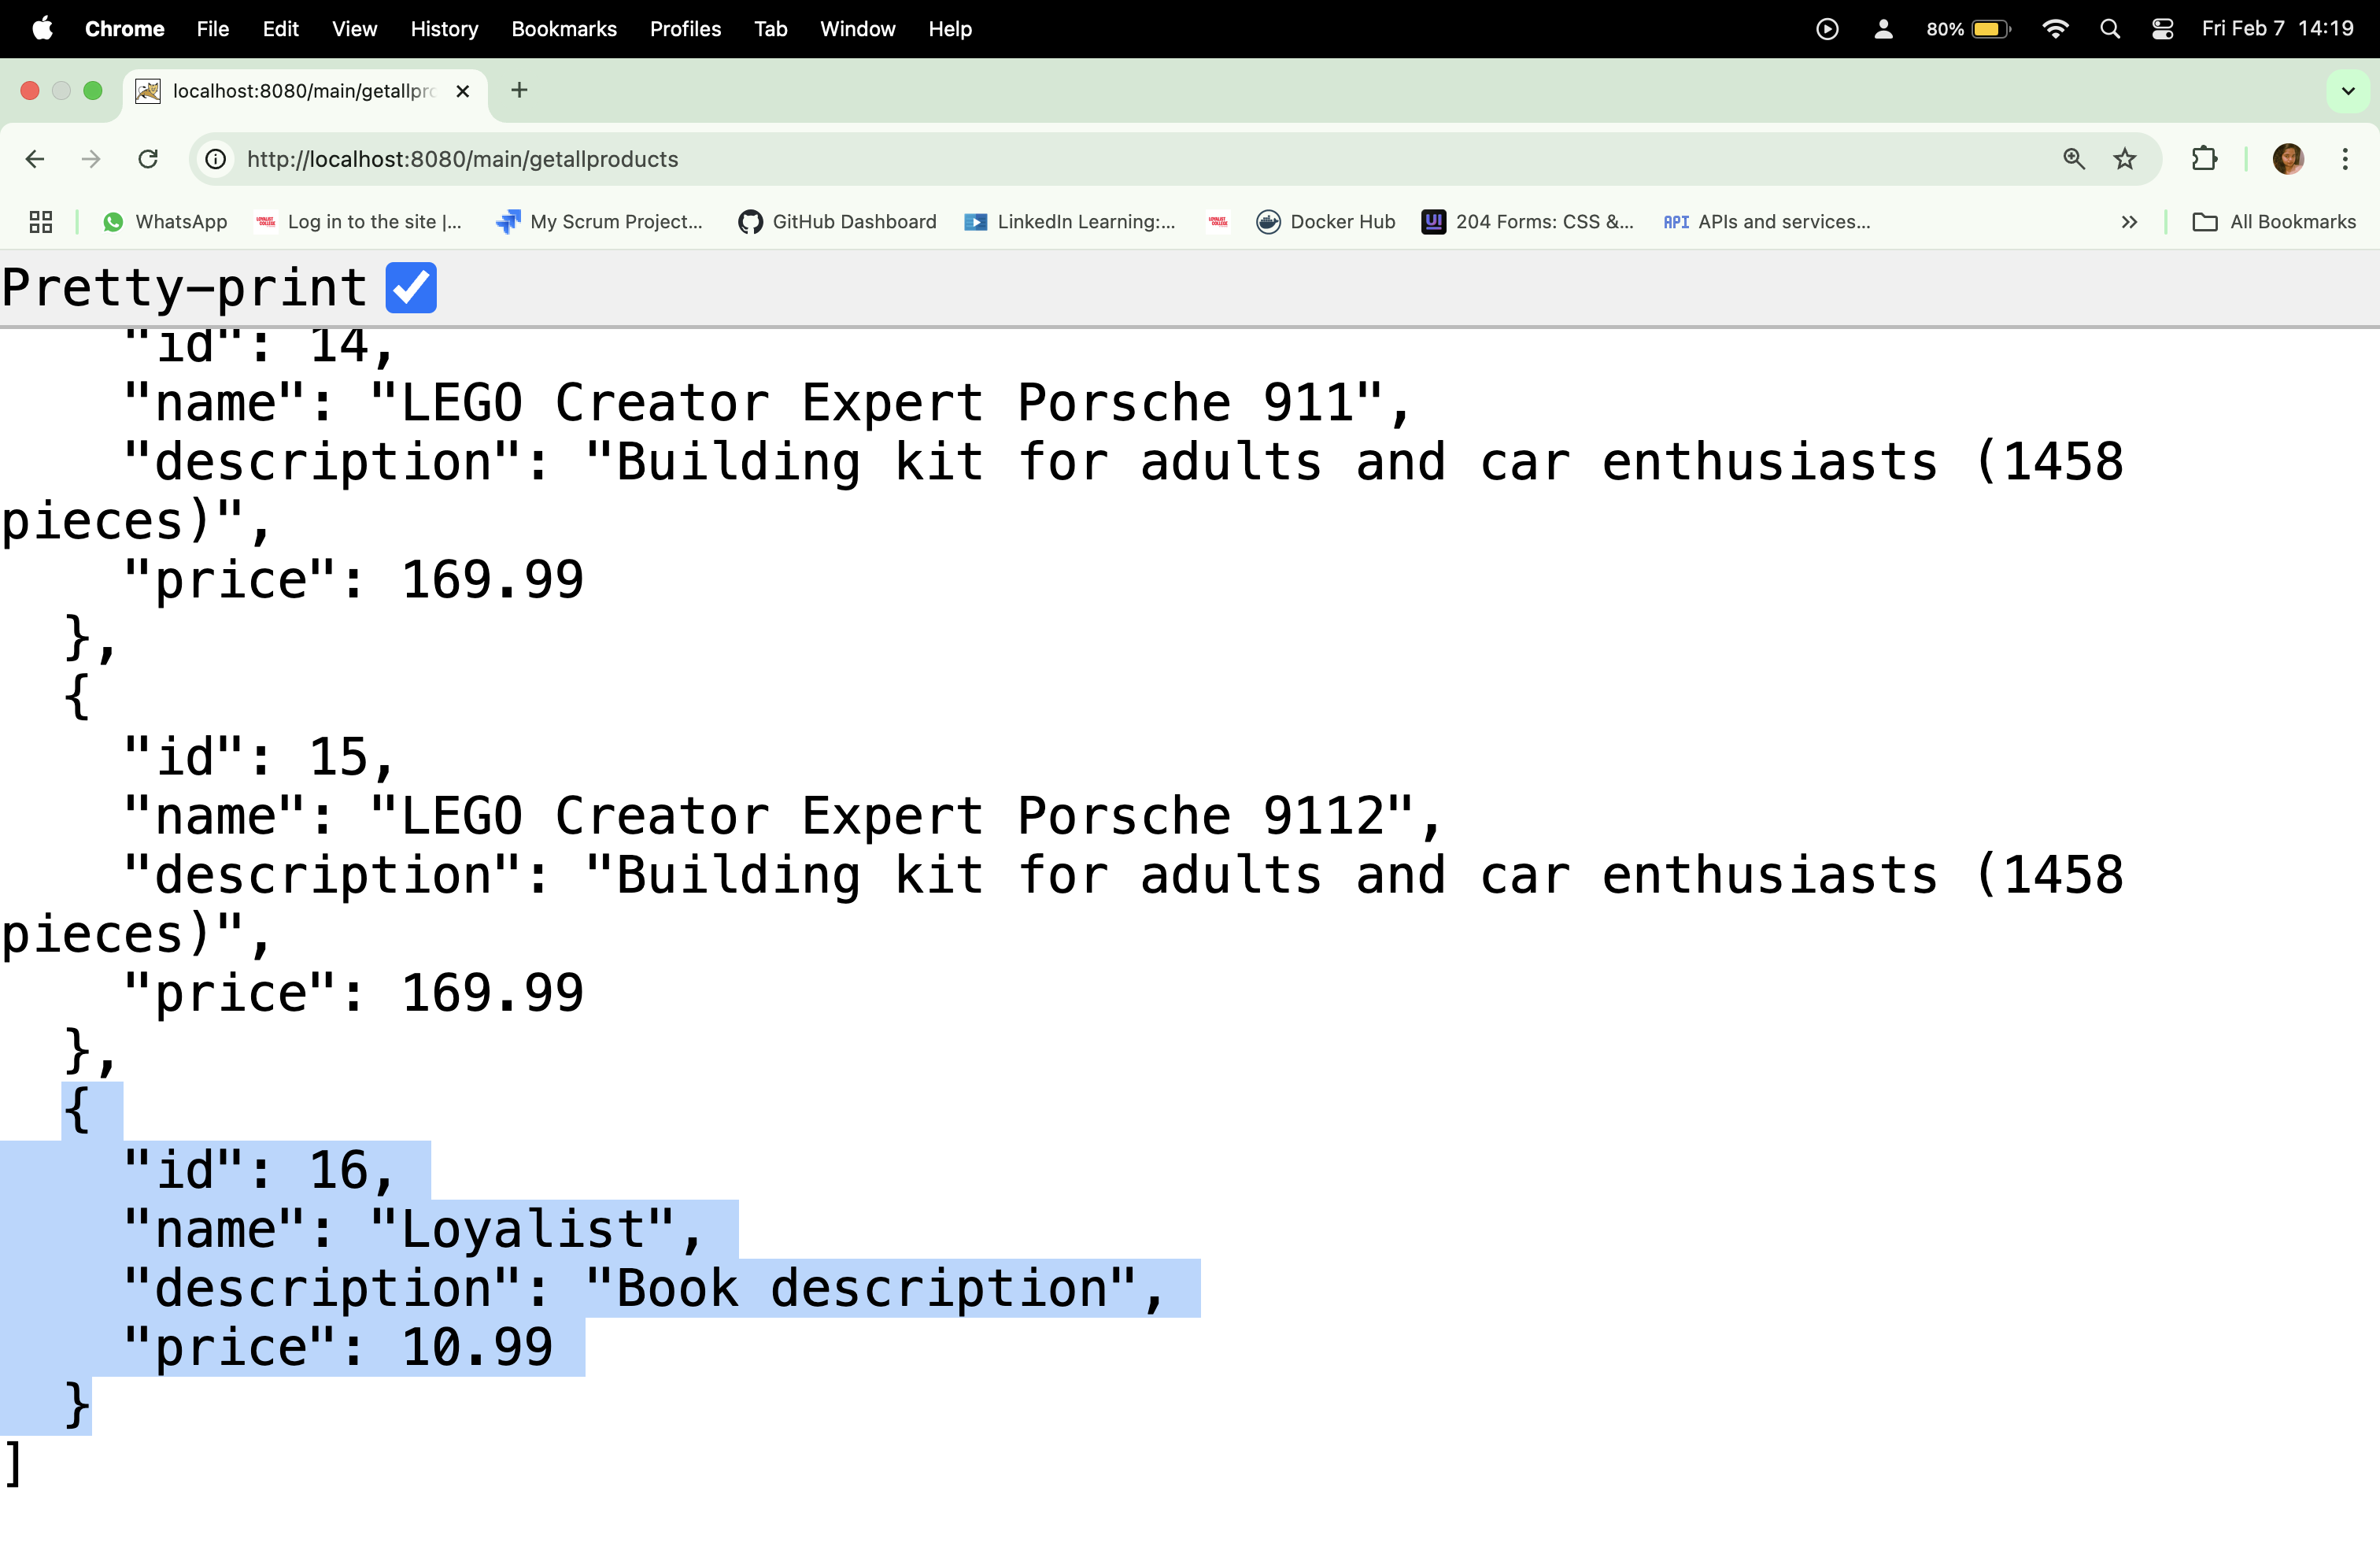 Chrome File Edit View History Bookmarks Profiles Tab Window Help 80% Fri Feb 7 14:19
localhost:8080/main/getallpro
http://localhost:8080/main/getallproducts
WhatsApp Log in to the site |... My Scrum Project... GitHub Dashboard LinkedIn Learning:... Docker Hub UI 204 Forms: CSS &... API APIs and services... All Bookmarks
Pretty-print
"id": 14,
"name": "LEGO Creator Expert Porsche 911",
"description": "Building kit for adults and car enthusiasts (1458
pieces)",
"price": 169.99
},
{
"id": 15,
"name": "LEGO Creator Expert Porsche 9112",
"description": "Building kit for adults and car enthusiasts (1458
pieces)",
"price": 169.99
},
{
"id": 16,
"name": "Loyalist",
"description": "Book description",
"price": 10.99
}
]